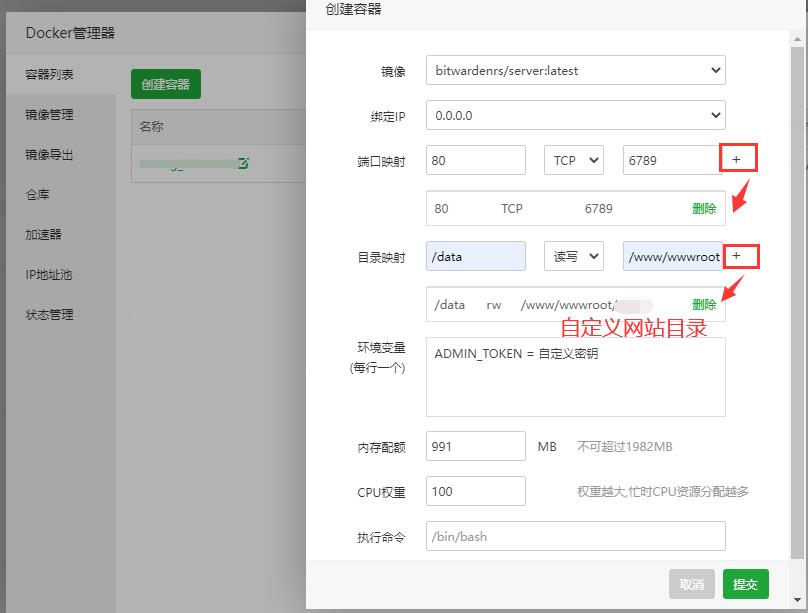 创建容器
Docker管理器
容器列表
镜像管理
镜像导出
仓库
加速器
IP地址池
状态管理
创建容器
名称
镜像 bitwardenrs/server:latest
绑定IP 0.0.0.0
端口映射 80 TCP 6789 +
80 TCP 6789 删除
目录映射 /data 读写 /www/wwwroot +
/data rw /www/wwwroot/ 删除
自定义网站目录
环境变量
(每行一个)
ADMIN_TOKEN = 自定义密钥
内存配额 991 MB 不可超过1982MB
CPU权重 100 权重越大,忙时CPU资源分配越多
执行命令 /bin/bash
取消 提交